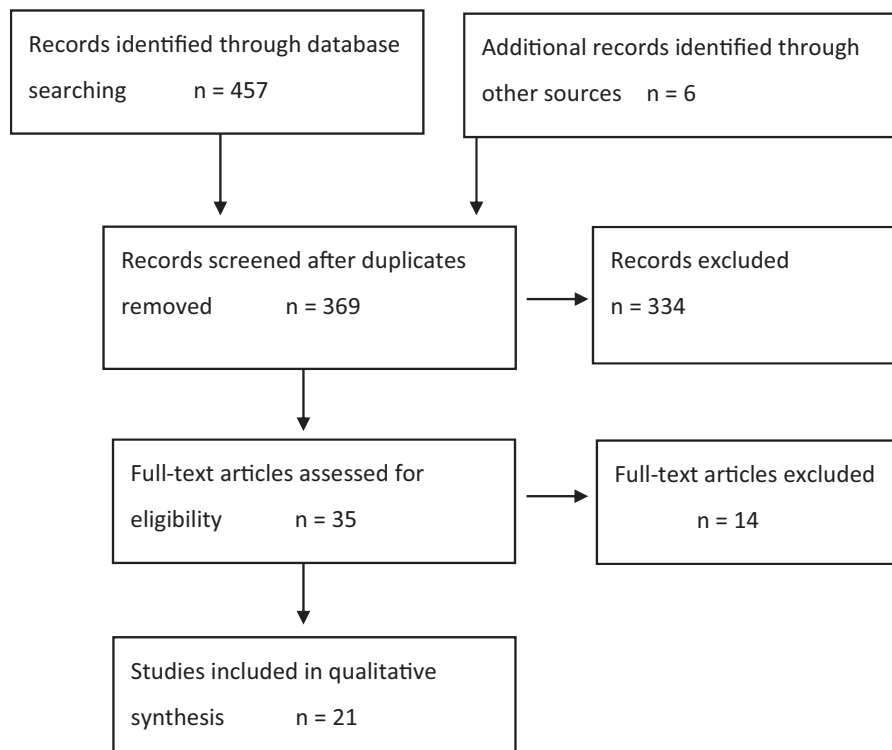 Records identified through database
searching n = 457
Additional records identified through
other sources n = 6
Records screened after duplicates
removed n = 369
Records excluded
n = 334
Full-text articles assessed for
eligibility n = 35
Full-text articles excluded
n = 14
Studies included in qualitative
synthesis n = 21